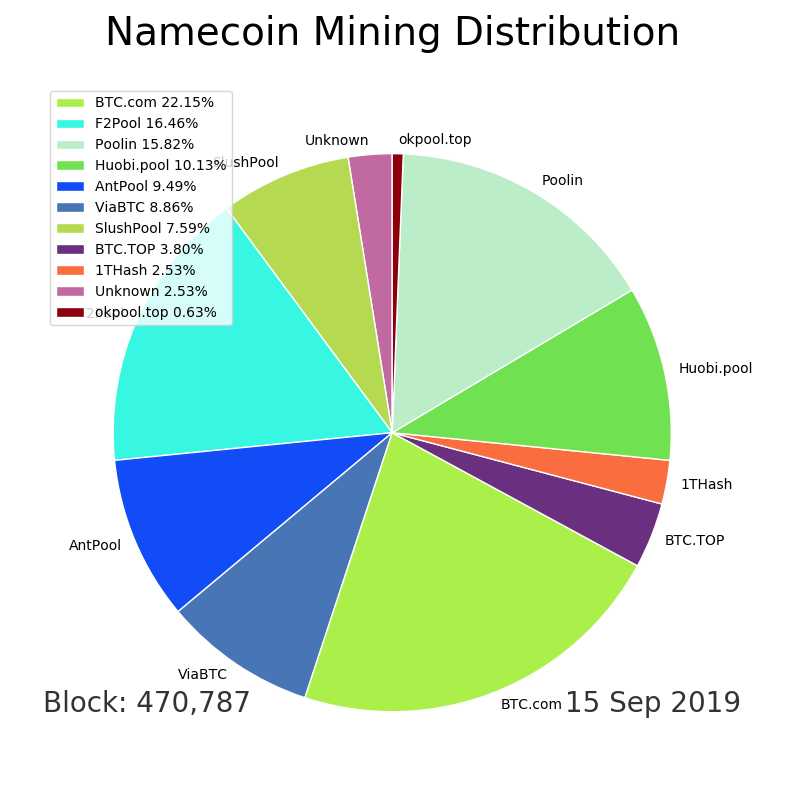 Namecoin Mining Distribution
BTC.com 22.15%
F2Pool 16.46%
Poolin 15.82%
Huobi.pool 10.13%
AntPool 9.49%
ViaBTC 8.86%
SlushPool 7.59%
BTC.TOP 3.80%
1THash 2.53%
Unknown 2.53%
okpool.top 0.63%
Unknown
okpool.top
SlushPool
Poolin
Huobi.pool
1THash
BTC.TOP
AntPool
ViaBTC
BTC.com
Block: 470,787
15 Sep 2019